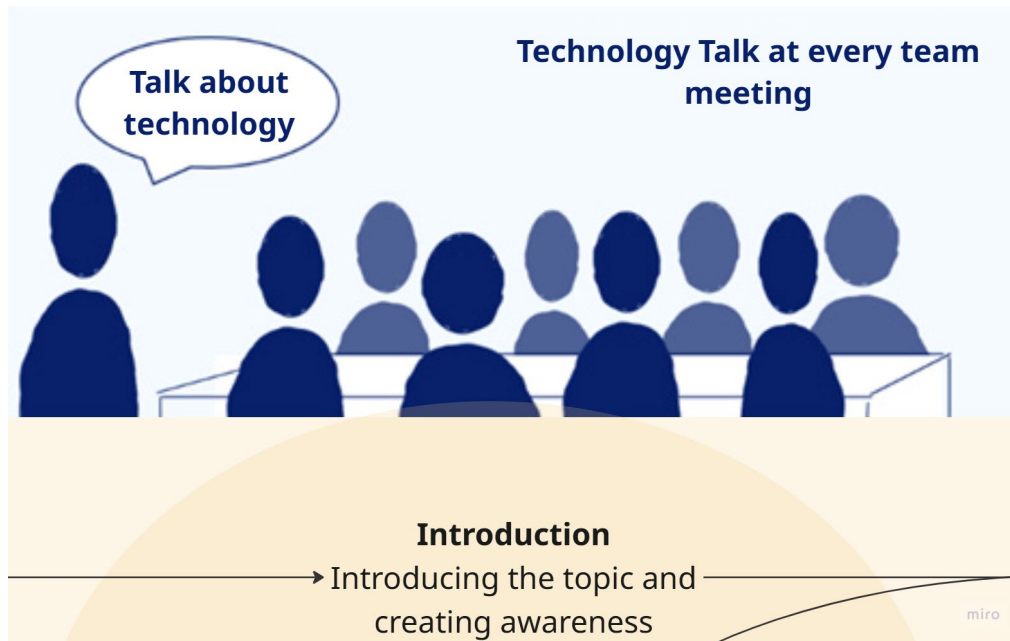 Talk about
technology
Technology Talk at every team
meeting
Introduction
Introducing the topic and
creating awareness
miro